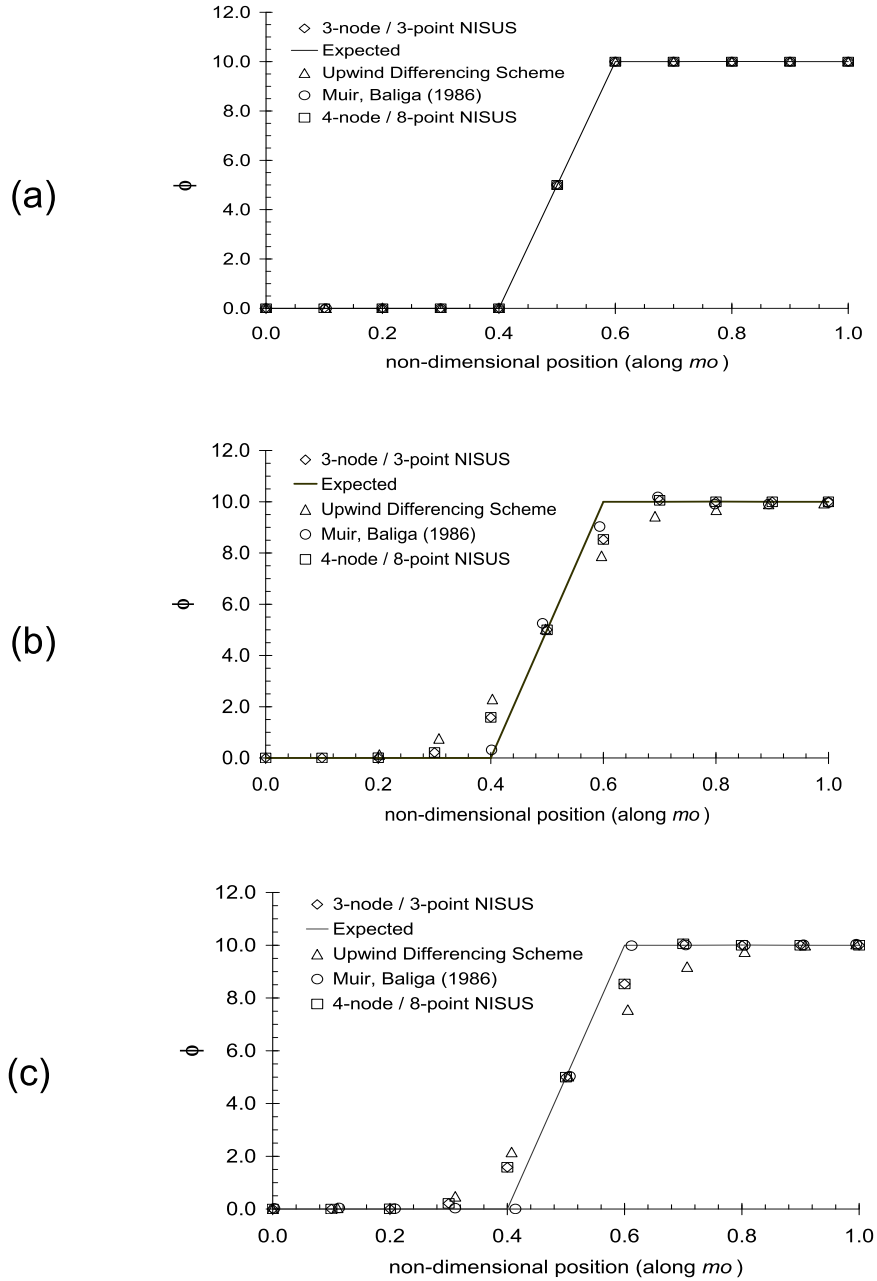 (a)
12.0
10.0
8.0
6.0
4.0
2.0
0.0
ϕ
3-node / 3-point NISUS
Expected
Upwind Differencing Scheme
Muir, Baliga (1986)
4-node / 8-point NISUS
0.0 0.2 0.4 0.6 0.8 1.0
non-dimensional position (along mo )
(b)
12.0
10.0
8.0
6.0
4.0
2.0
0.0
ϕ
3-node / 3-point NISUS
Expected
Upwind Differencing Scheme
Muir, Baliga (1986)
4-node / 8-point NISUS
0.0 0.2 0.4 0.6 0.8 1.0
non-dimensional position (along mo )
(c)
12.0
10.0
8.0
6.0
4.0
2.0
0.0
ϕ
3-node / 3-point NISUS
Expected
Upwind Differencing Scheme
Muir, Baliga (1986)
4-node / 8-point NISUS
0.0 0.2 0.4 0.6 0.8 1.0
non-dimensional position (along mo )